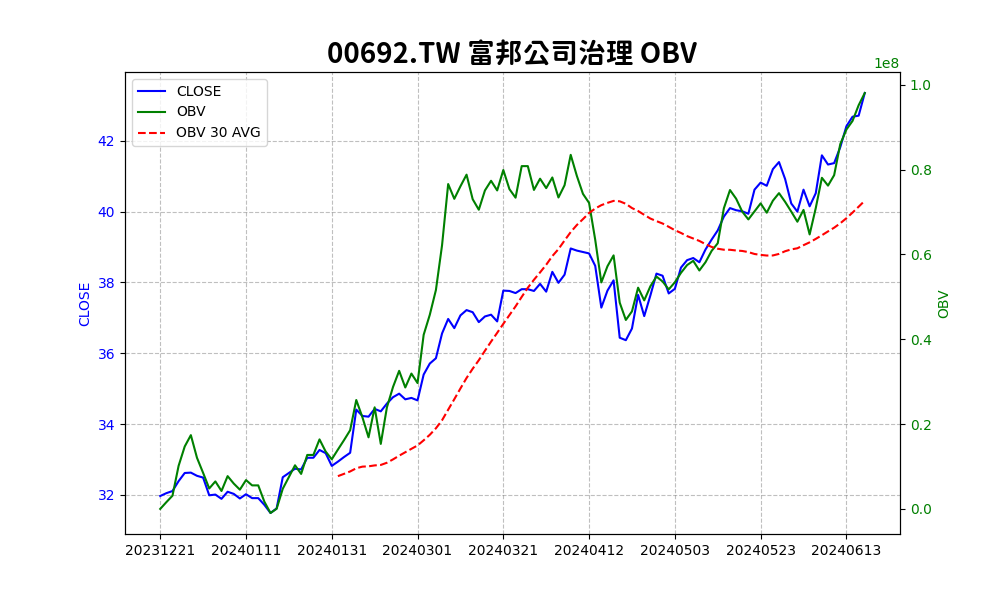 00692.TW 富邦公司治理 OBV
1e8
CLOSE
OBV
OBV 30 AVG
42
40
38
36
34
32
CLOSE
1.0
0.8
0.6
0.4
0.2
0.0
OBV
20231221 20240111 20240131 20240301 20240321 20240412 20240503 20240523 20240613